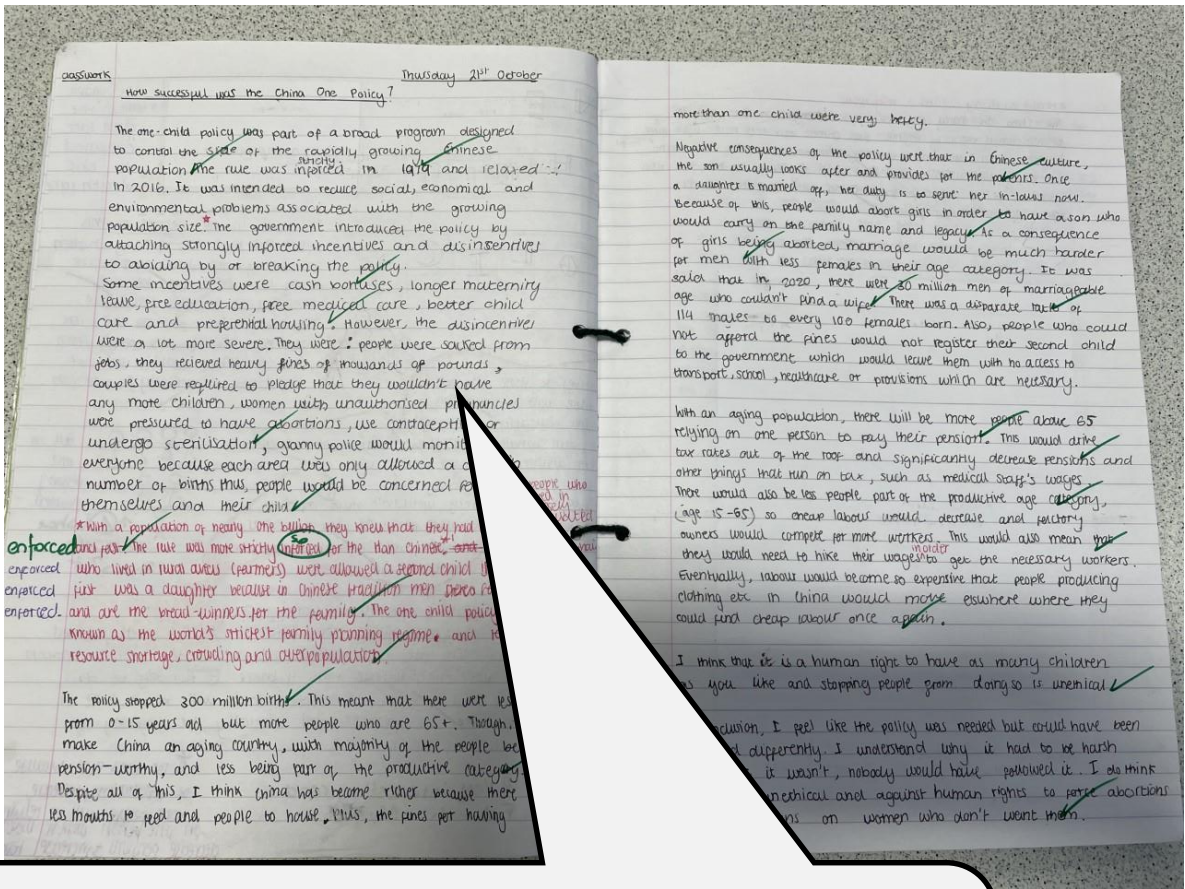 classwork
Thursday 21st October
How successful was the China One Policy?
The one-child policy was part of a broad program designed
to control the size of the rapidly growing Chinese
population. The rule was strictly inforced in 1979 and relaxed
in 2016. It was intended to reduce social, economical and
environmental problems associated with the growing
population size.* The government introduced the policy by
attaching strongly inforced incentives and disinsentives
to abiding by or breaking the policy.
Some incentives were cash bonuses, longer maternity
leave, free education, free medical care, better child
care and preferential housing. However, the disincentives
were a lot more severe. They were: people were sacked from
jobs, they recieved heavy fines of thousands of pounds,
couples were required to pledge that they wouldn't have
any more children, women with unauthorised
were pressured to have abortions, use or
undergo sterilisation, granny police would
everyone because each area was only allowed a
number of births thus, people would be concerned
themselves and their child.
*With a population of nearly one billion they knew that they had
and fast. The rule was more strictly inforced for the Han Chinese,
who lived in rural areas (farmers) were allowed a second child
just was a daughter because in Chinese tradition men
and are the bread-winners for the family. The one child policy
known as the world's strictest family planning regime. and
resource shortage, crowding and overpopulation.
enforced
enforced
enforced
enforced.
sp
people who
The policy stopped 300 million births. This meant that there were
from 0-15 years old but more people who are 65+. Though,
make China an aging country, with majority of the people
pension-worthy, and less being part of the productive category.
Despite all of this, I think China has become richer because there
less mouths to feed and people to house. Plus, the fines for having
more than one child were very, hefty.
Negative consequences of the policy were that in Chinese culture,
the son usually looks after and provides for the parents. Once
a daughter is married off, her duty is to serve her in-laws now.
Because of this, people would abort girls in order to have a son who
would carry on the family name and legacy. As a consequence
of girls being aborted, marriage would be much harder
for men with less females in their age category. It was
said that in, 2020, there were 30 million men of marriageable
age who couldn't find a wife. There was a disparate of
114 males to every 100 females born. Also, people who could
not afford the fines would not register their second child
to the government which would leave them with no access to
transport, school, healthcare or provisions which are necessary.
With an aging population, there will be more people above 65
relying on one person to pay their pension. This would drive
tax rates out of the roof and significantly decrease pensions and
other things that run on tax, such as medical staff's wages.
There would also be less people part of the productive age category,
(age 15-65) so cheap labour would decrease and factory
owners would compete for more workers. This would also mean that
they would need to hike their wages in order to get the necessary workers.
Eventually, labour would become so expensive that people producing
clothing etc in China would move elswhere where they
could find cheap labour once again.
I think that it is a human right to have as many children
as you like and stopping people from doing so is unethical
I feel like the policy was needed but could have been
differently. I understand why it had to be harsh
it wasn't, nobody would have followed it. I do think
unethical and against human rights to force abortions
on women who don't want them.